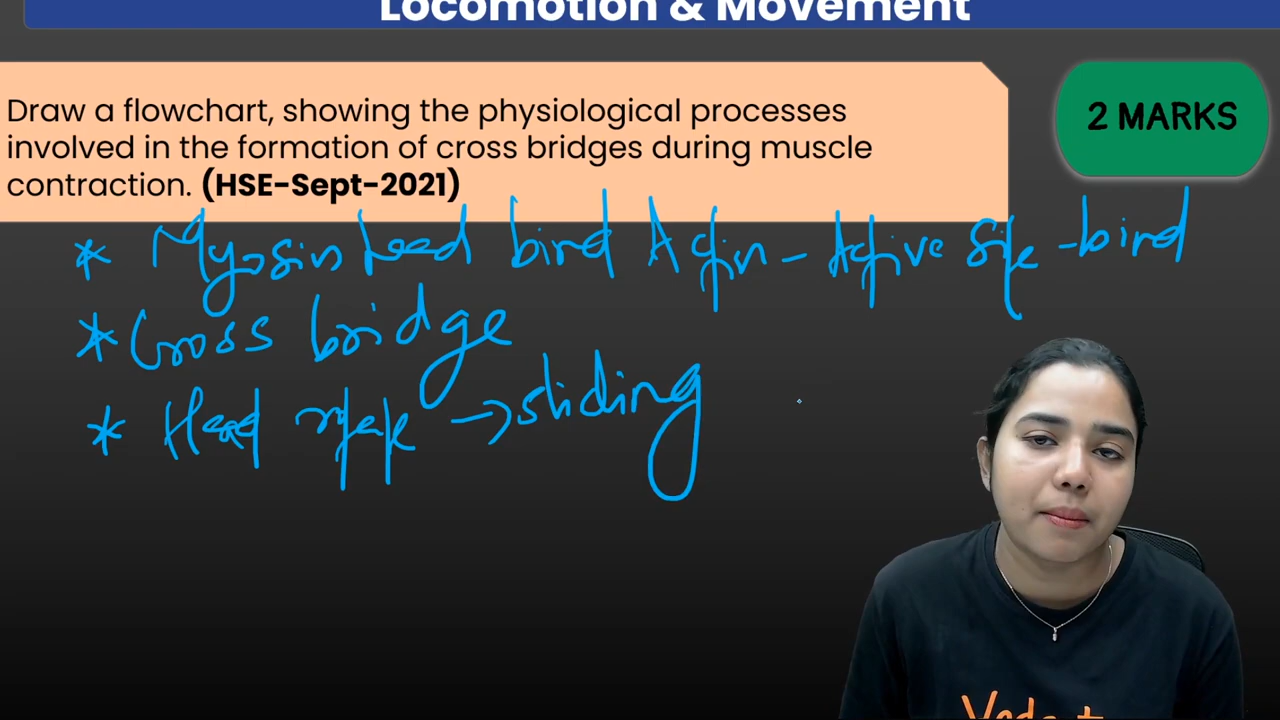 Locomotion & Movement
Draw a flowchart, showing the physiological processes
involved in the formation of cross bridges during muscle
contraction. (HSE-Sept-2021)
2 MARKS
* Myosin head bind Actin - Active Site - bind
* Cross bridge
* Head rotate → sliding